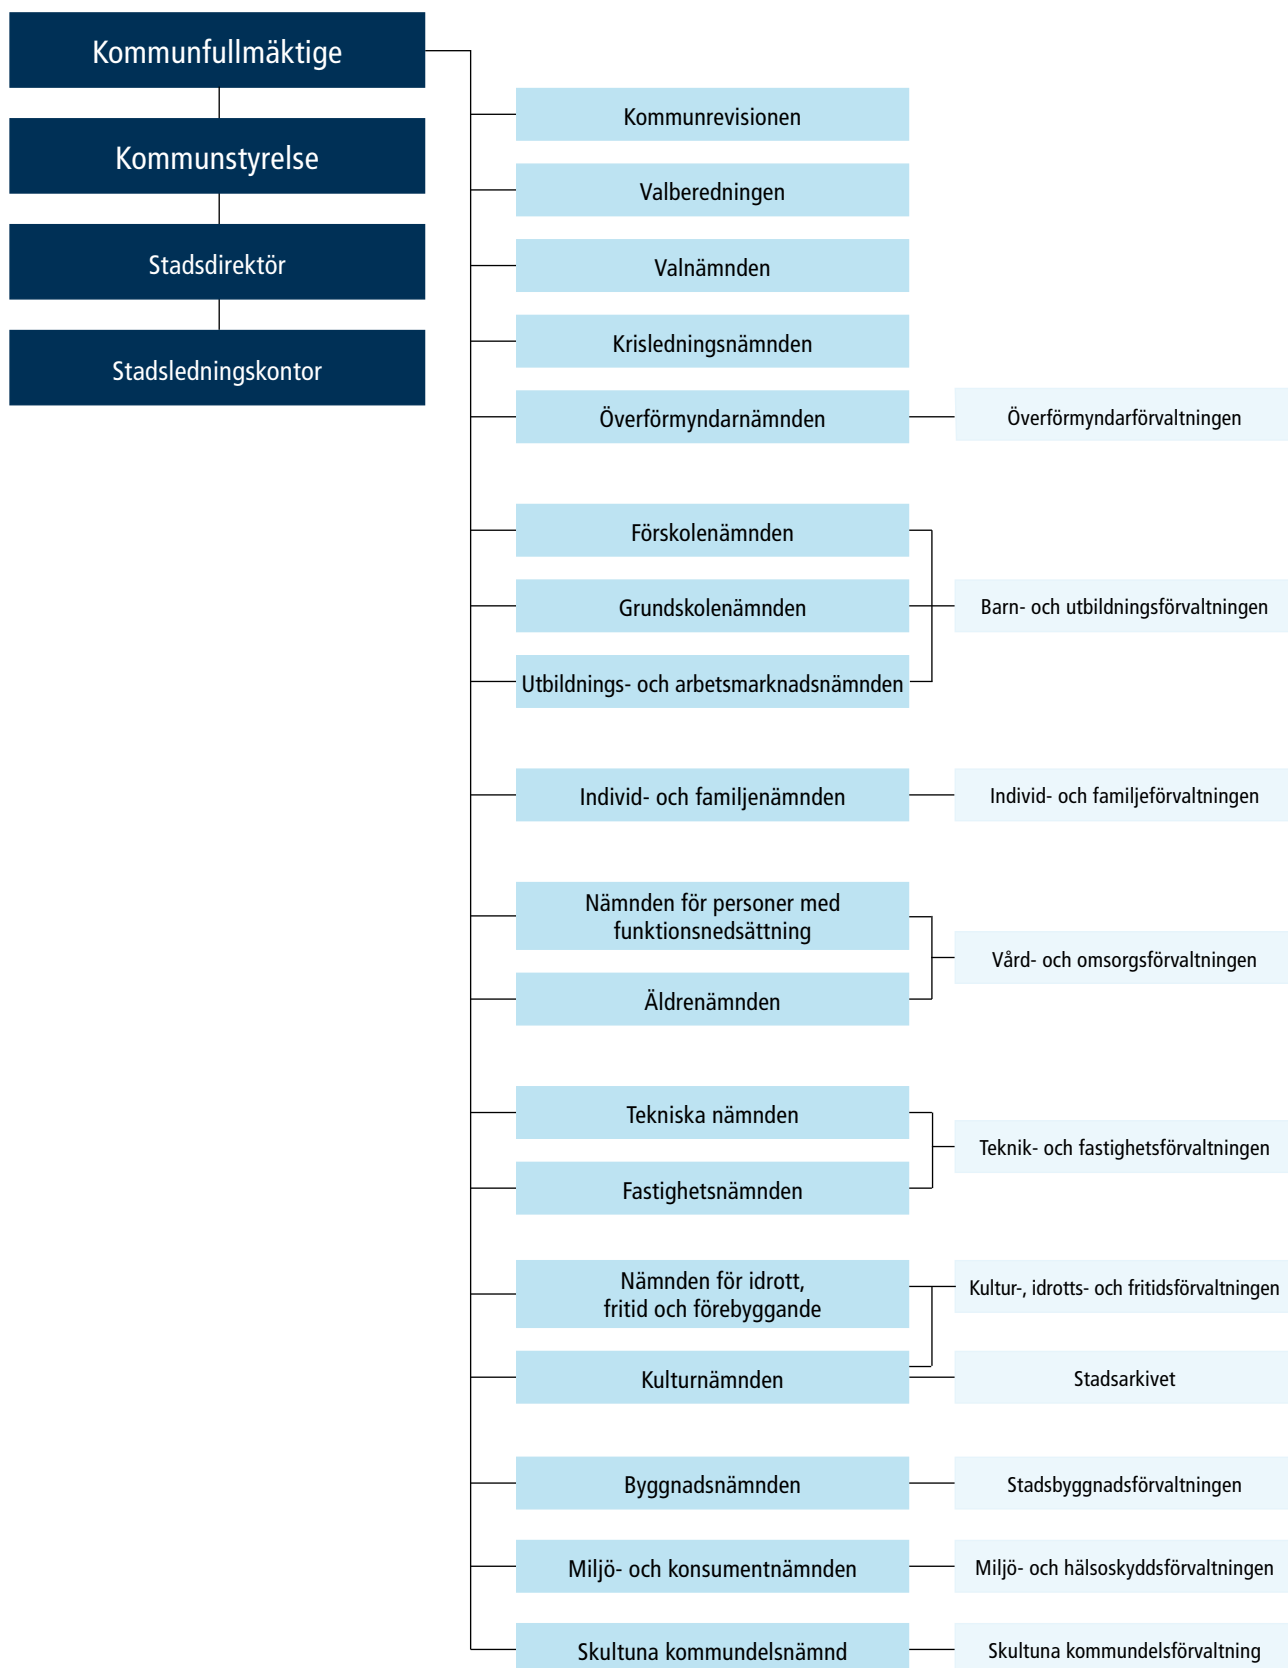 Kommunfullmäktige
Kommunstyrelse
Stadsdirektör
Stadsledningskontor
Kommunrevisionen
Valberedningen
Valnämnden
Krisledningsnämnden
Överförmyndarnämnden
Överförmyndarförvaltningen
Förskolenämnden
Grundskolenämnden
Barn- och utbildningsförvaltningen
Utbildnings- och arbetsmarknadsnämnden
Individ- och familjenämnden
Individ- och familjeförvaltningen
Nämnden för personer med
funktionsnedsättning
Vård- och omsorgsförvaltningen
Äldrenämnden
Tekniska nämnden
Teknik- och fastighetsförvaltningen
Fastighetsnämnden
Nämnden för idrott,
fritid och förebyggande
Kultur-, idrotts- och fritidsförvaltningen
Kulturnämnden
Stadsarkivet
Byggnadsnämnden
Stadsbyggnadsförvaltningen
Miljö- och konsumentnämnden
Miljö- och hälsoskyddsförvaltningen
Skultuna kommundelsnämnd
Skultuna kommundelsförvaltning